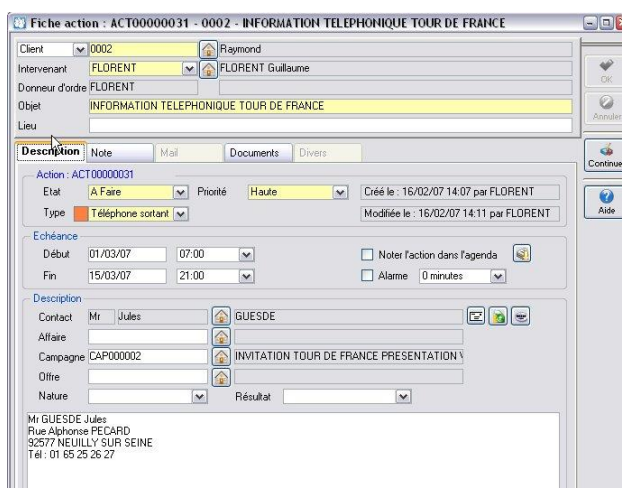 Fiche action : ACT00000031 - 0002 - INFORMATION TELEPHONIQUE TOUR DE FRANCE
Client 0002 Raymond
Intervenant FLORENT FLORENT Guillaume
Donneur d'ordre FLORENT
Objet INFORMATION TELEPHONIQUE TOUR DE FRANCE
Lieu
OK
Annuler
Continue
Aide
Description Note Mail Documents Divers
Action : ACT00000031
Etat A Faire Priorité Haute Créé le : 16/02/07 14:07 par FLORENT
Type Téléphone sortant Modifiée le : 16/02/07 14:11 par FLORENT
Echéance
Début 01/03/07 07:00 Noter l'action dans l'agenda
Fin 15/03/07 21:00 Alarme 0 minutes
Description
Contact Mr Jules GUESDE
Affaire
Campagne CAP000002 INVITATION TOUR DE FRANCE PRESENTATION
Offre
Nature Résultat
Mr GUESDE Jules
Rue Alphonse PECARD
92577 NEUILLY SUR SEINE
Tél : 01 65 25 26 27